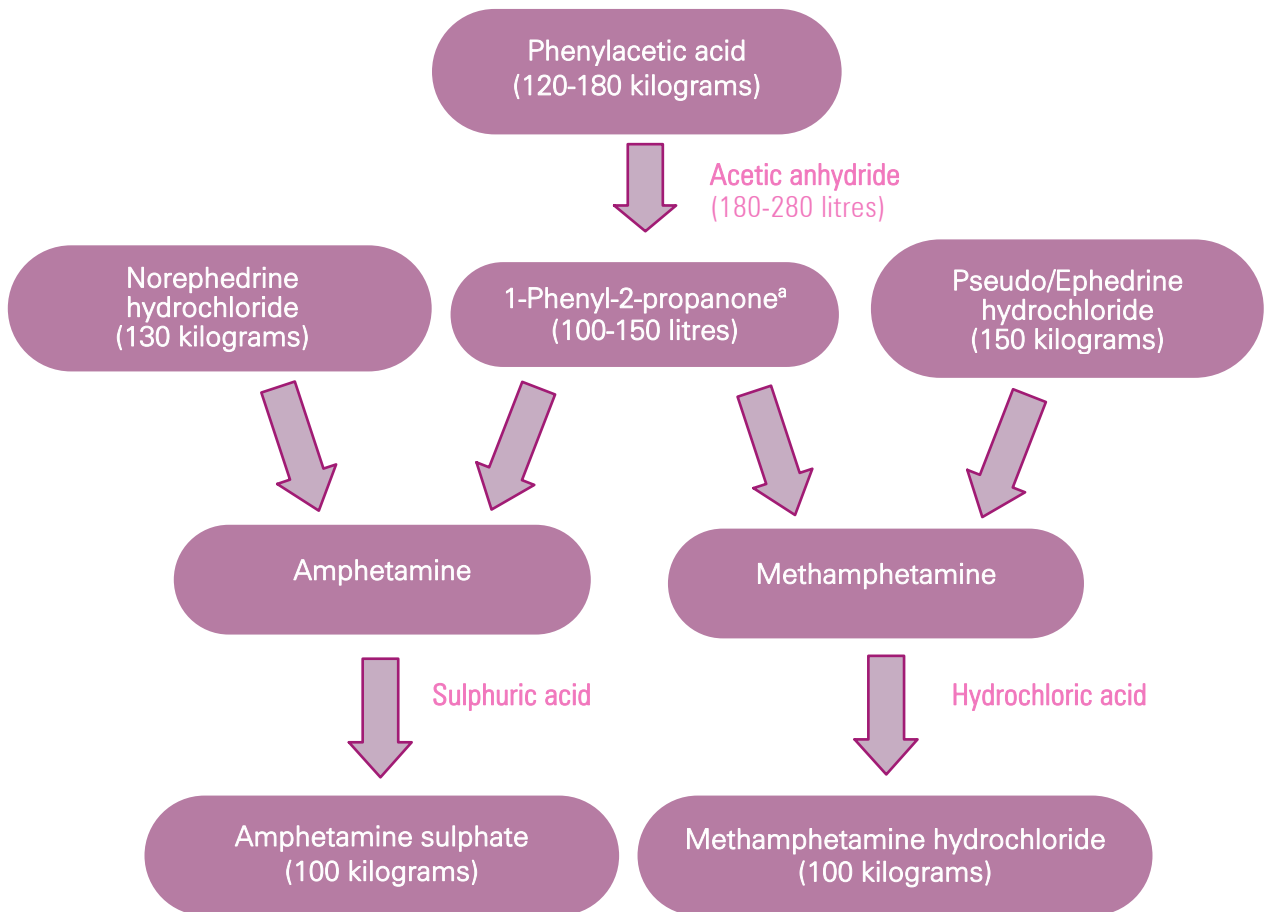 Phenylacetic acid
(120-180 kilograms)
Acetic anhydride
(180-280 litres)
Norephedrine
hydrochloride
(130 kilograms)
1-Phenyl-2-propanoneᵃ
(100-150 litres)
Pseudo/Ephedrine
hydrochloride
(150 kilograms)
Amphetamine
Methamphetamine
Sulphuric acid
Hydrochloric acid
Amphetamine sulphate
(100 kilograms)
Methamphetamine hydrochloride
(100 kilograms)